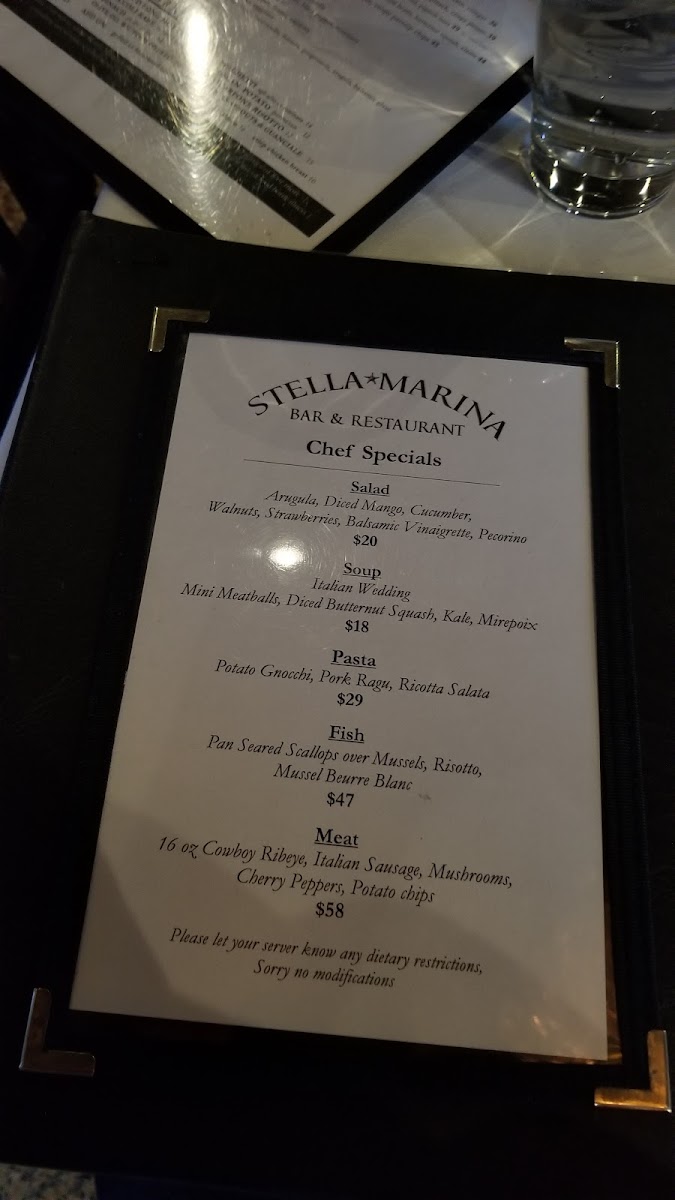 POTATO
RISOTTO
GUANCIALE
STELLA★MARINA
BAR & RESTAURANT
Chef Specials
Salad
Arugula, Diced Mango, Cucumber,
Walnuts, Strawberries, Balsamic Vinaigrette, Pecorino
$20
Soup
Italian Wedding
Mini Meatballs, Diced Butternut Squash, Kale, Mirepoix
$18
Pasta
Potato Gnocchi, Pork Ragu, Ricotta Salata
$29
Fish
Pan Seared Scallops over Mussels, Risotto,
Mussel Beurre Blanc
$47
Meat
16 oz Cowboy Ribeye, Italian Sausage, Mushrooms,
Cherry Peppers, Potato chips
$58
Please let your server know any dietary restrictions,
Sorry no modifications